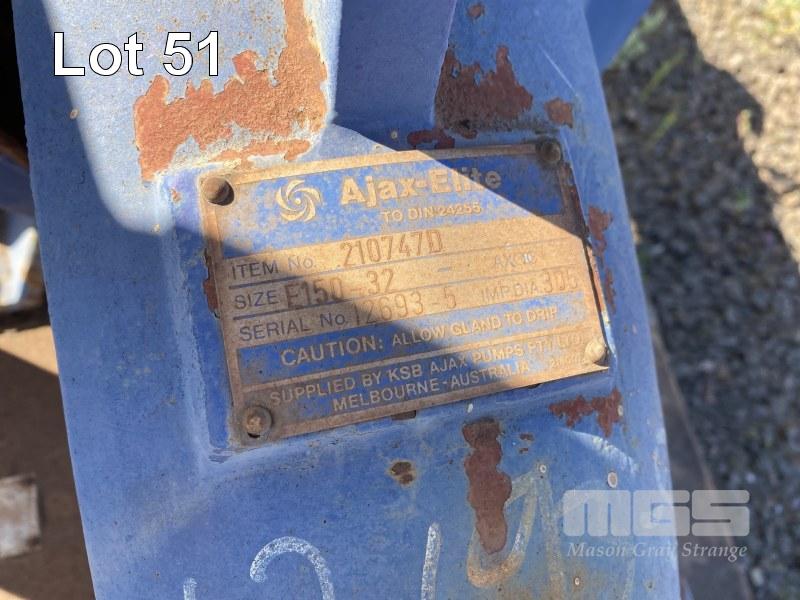 Lot 51
Ajax-Elite
TO DIN 24255
ITEM No. 210747D
SIZE E150-32 -
SERIAL No. 12693-5 IMP.DIA. 305
CAUTION: ALLOW GLAND TO DRIP
SUPPLIED BY KSB AJAX PUMPS PTY LTD
MELBOURNE-AUSTRALIA
MGS
Mason Gray Strange